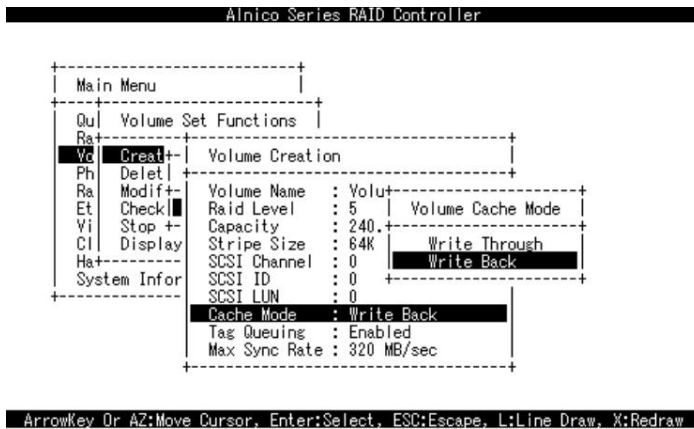 Alnico Series RAID Controller
Main Menu
Qu Volume Set Functions
Ra
Vo Creat Volume Creation
Ph Delet
Ra Modif Volume Name : Volu
Et Check Raid Level : 5 Volume Cache Mode
Vi Stop Capacity : 240.
Cl Display Stripe Size : 64K Write Through
Ha SCSI Channel : 0 Write Back
System Infor SCSI ID : 0
SCSI LUN : 0
Cache Mode : Write Back
Tag Queuing : Enabled
Max Sync Rate : 320 MB/sec
ArrowKey Or AZ:Move Cursor, Enter:Select, ESC:Escape, L:Line Draw, X:Redraw